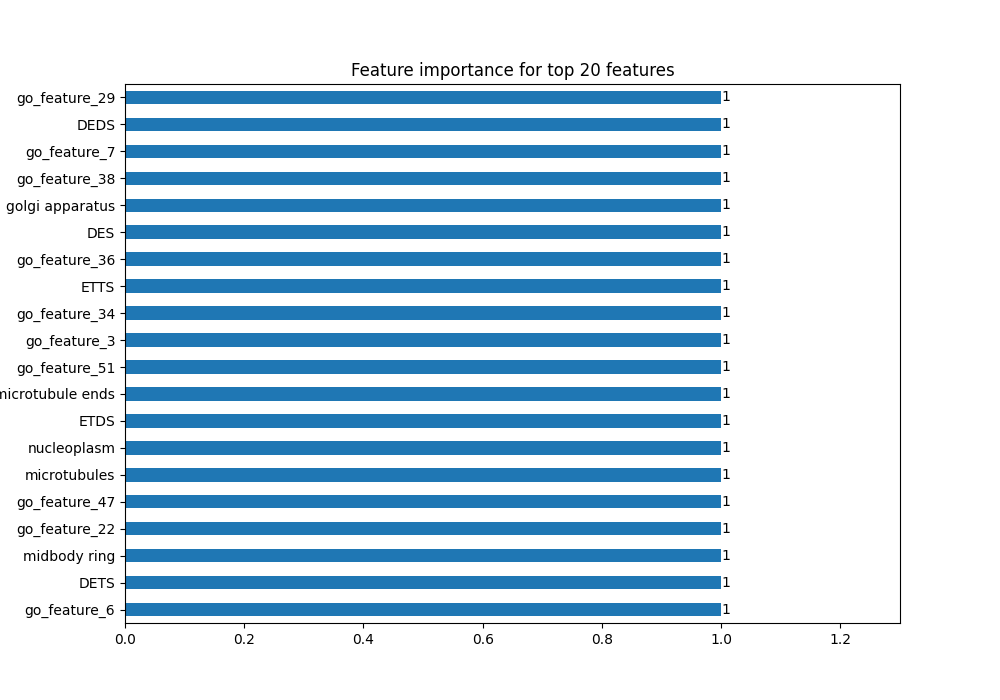 Feature importance for top 20 features
go_feature_29 1
DEDS 1
go_feature_7 1
go_feature_38 1
golgi apparatus 1
DES 1
go_feature_36 1
ETTS 1
go_feature_34 1
go_feature_3 1
go_feature_51 1
microtubule ends 1
ETDS 1
nucleoplasm 1
microtubules 1
go_feature_47 1
go_feature_22 1
midbody ring 1
DETS 1
go_feature_6 1
0.0 0.2 0.4 0.6 0.8 1.0 1.2